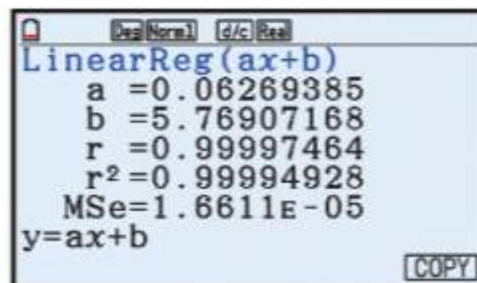 Deg Norm1 d/c Real
LinearReg(ax+b)
a =0.06269385
b =5.76907168
r =0.99997464
r²=0.99994928
MSe=1.6611E-05
y=ax+b
COPY